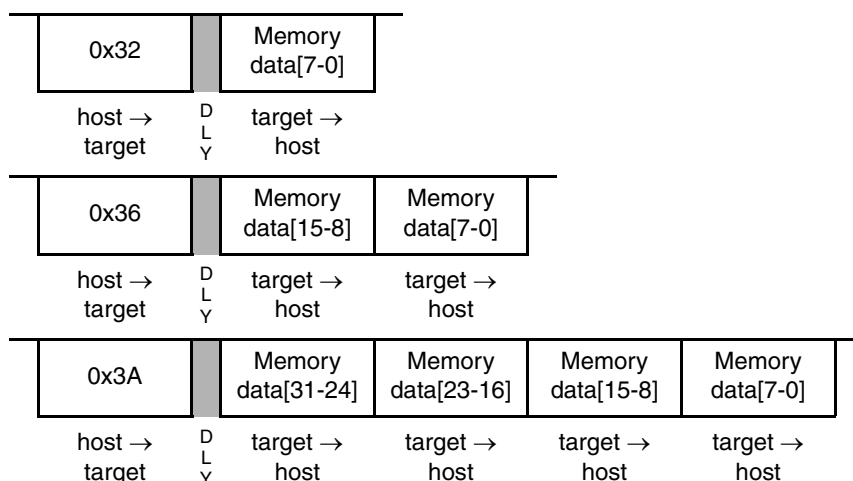 0x32 Memory
data[7-0]
host → D L Y target →
target host
0x36 Memory Memory
data[15-8] data[7-0]
host → D L Y target → target →
target host host
0x3A Memory Memory Memory Memory
data[31-24] data[23-16] data[15-8] data[7-0]
host → D L Y target → target → target → target →
target host host host host